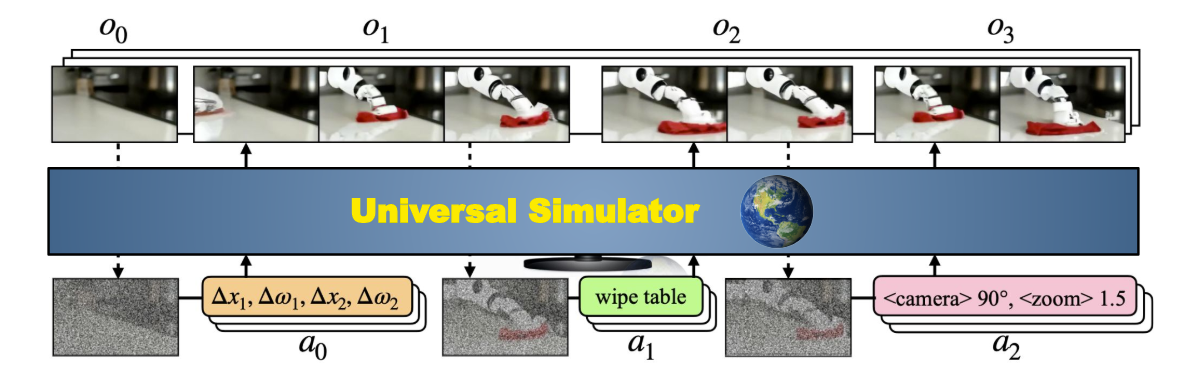 o₀ o₁ o₂ o₃
Universal Simulator
Δx₁, Δω₁, Δx₂, Δω₂ wipe table <camera> 90°, <zoom> 1.5
a₀ a₁ a₂